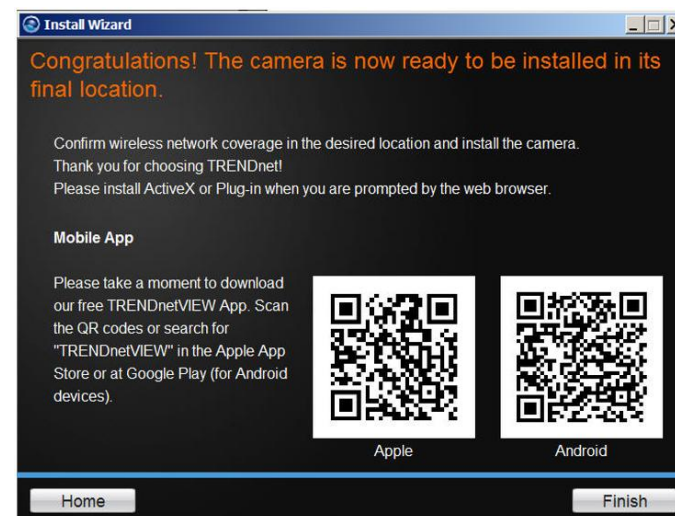 Install Wizard
Congratulations! The camera is now ready to be installed in its
final location.
Confirm wireless network coverage in the desired location and install the camera.
Thank you for choosing TRENDnet!
Please install ActiveX or Plug-in when you are prompted by the web browser.
Mobile App
Please take a moment to download
our free TRENDnetVIEW App. Scan
the QR codes or search for
"TRENDnetVIEW" in the Apple App
Store or at Google Play (for Android
devices).
Apple
Android
Home
Finish